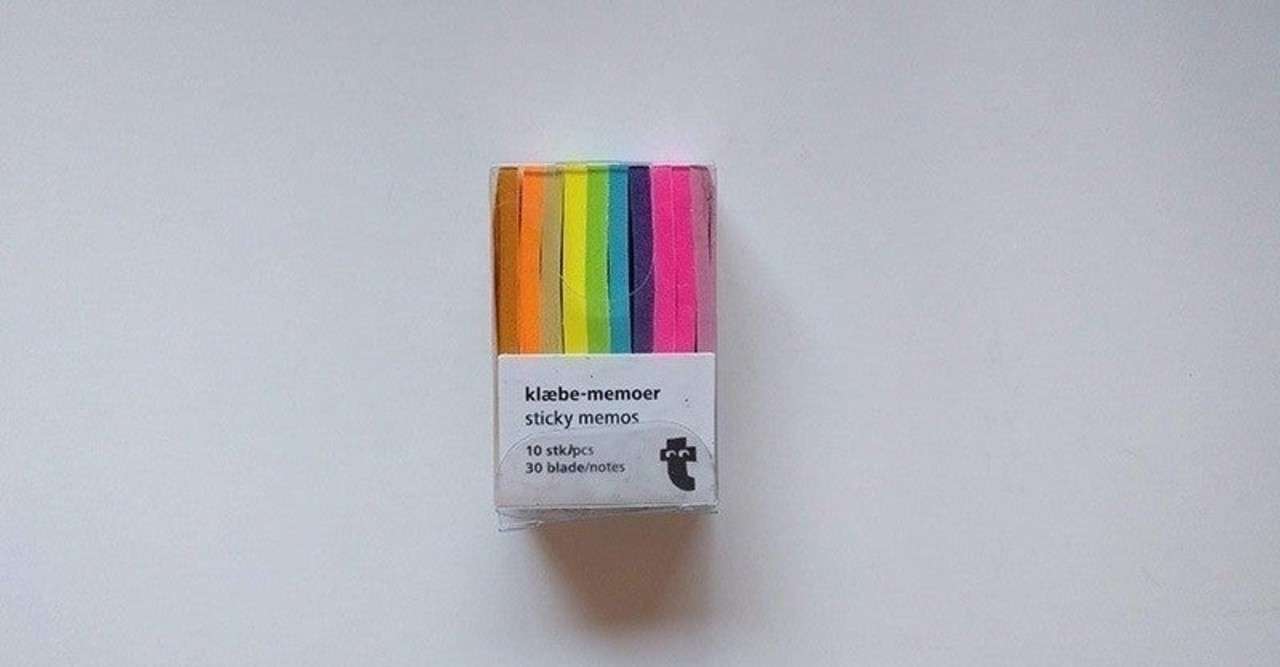 klæbe-memoer
sticky memos
10 stk/pcs
30 blade/notes
t